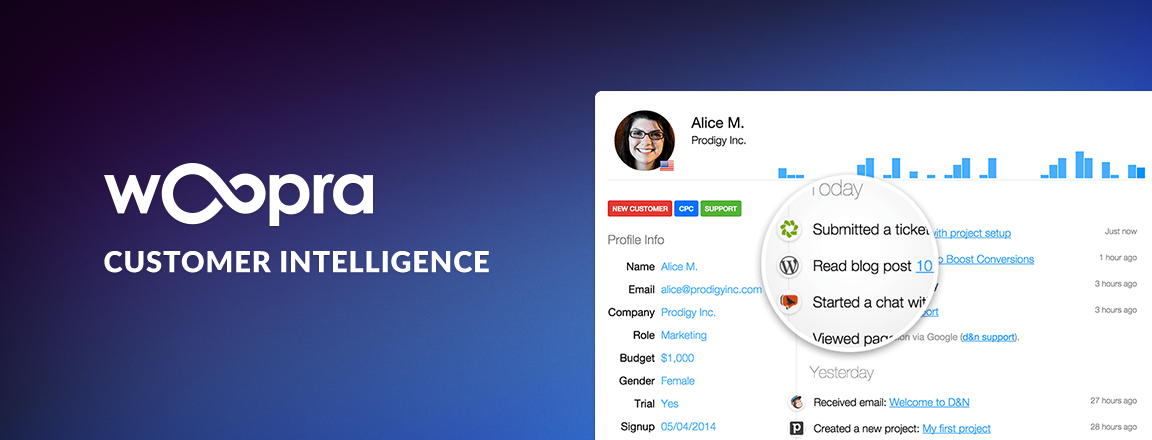 woopra
CUSTOMER INTELLIGENCE
Alice M.
Prodigy Inc.
NEW CUSTOMER CPC SUPPORT
Profile Info
Name Alice M.
Email alice@prodigyinc.com
Company Prodigy Inc.
Role Marketing
Budget $1,000
Gender Female
Trial Yes
Signup 05/04/2014
Today
Submitted a ticket with project setup Just now
Read blog post 10 to Boost Conversions 1 hour ago
Started a chat with 3 hours ago
3 hours ago
Viewed page via Google (d&n support).
Yesterday
Received email: Welcome to D&N 27 hours ago
Created a new project: My first project 28 hours ago